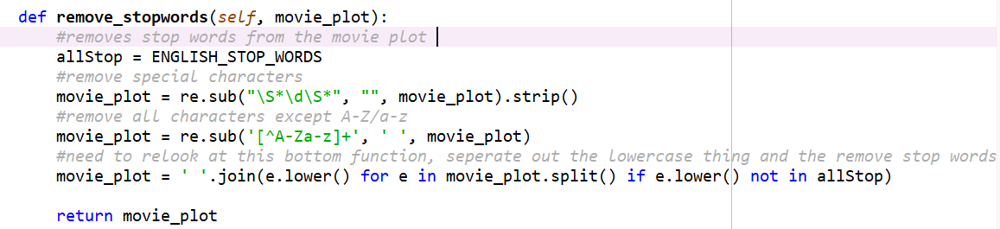 def remove_stopwords(self, movie_plot):
    #removes stop words from the movie plot
    allStop = ENGLISH_STOP_WORDS
    #remove special characters
    movie_plot = re.sub("\S*\d\S*", "", movie_plot).strip()
    #remove all characters except A-Z/a-z
    movie_plot = re.sub('[^A-Za-z]+', ' ', movie_plot)
    #need to relook at this bottom function, seperate out the lowercase thing and the remove stop words
    movie_plot = ' '.join(e.lower() for e in movie_plot.split() if e.lower() not in allStop)
    return movie_plot